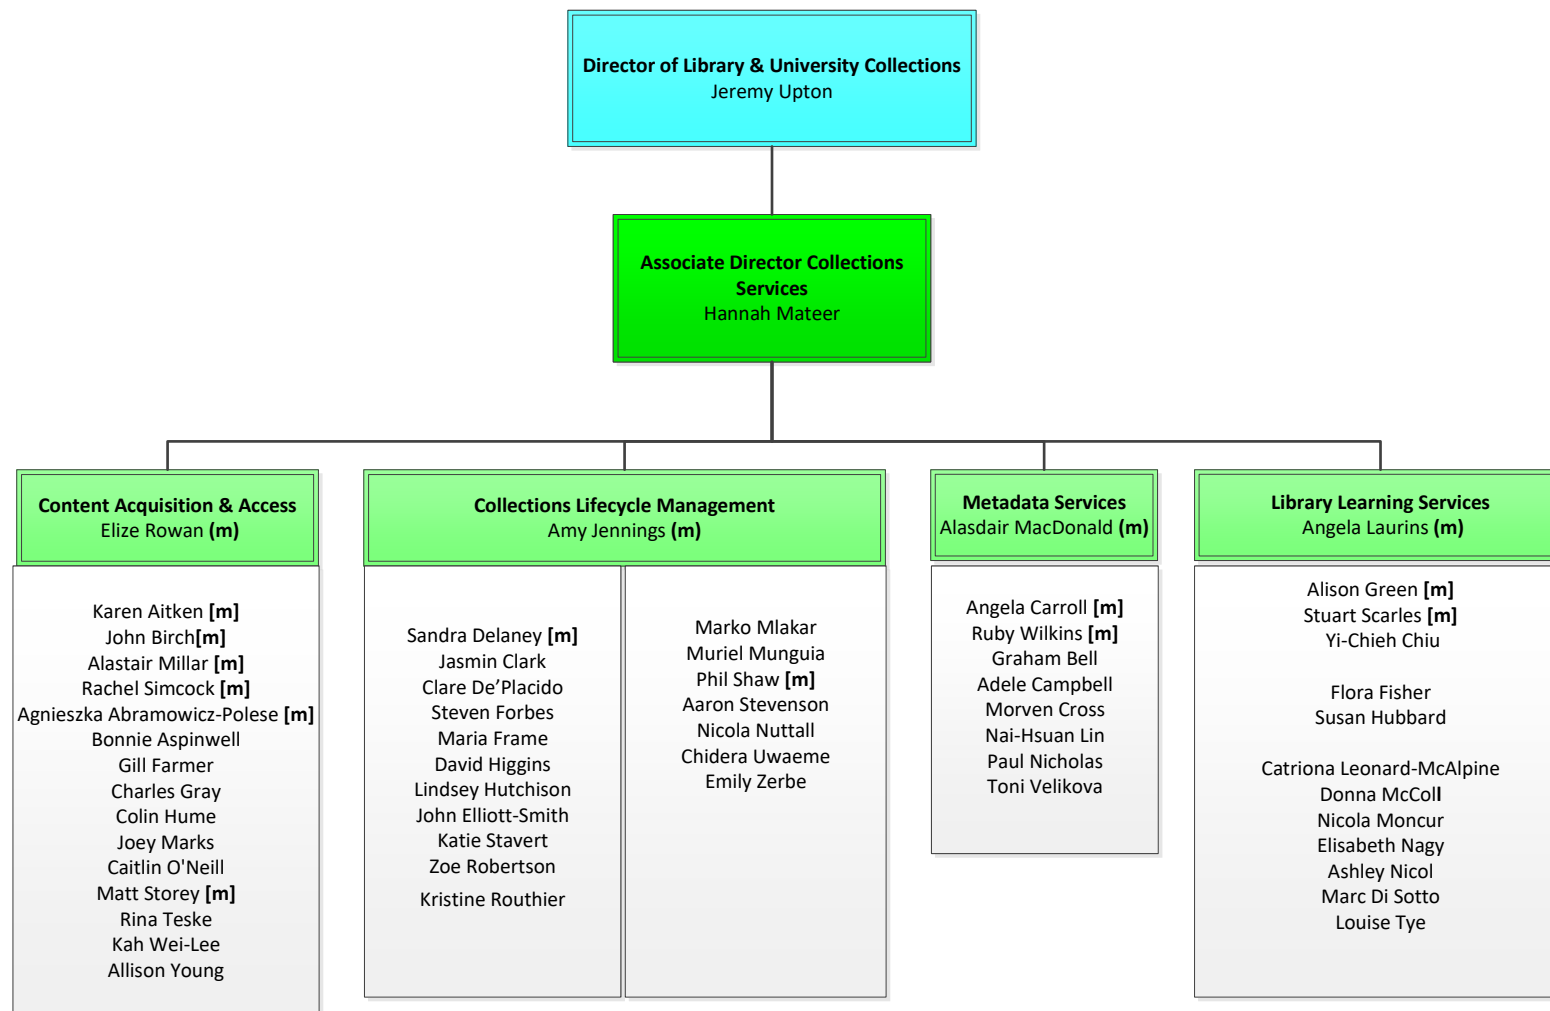 Director of Library & University Collections
Jeremy Upton
Associate Director Collections
Services
Hannah Mateer
Content Acquisition & Access
Elize Rowan (m)
Karen Aitken [m]
John Birch[m]
Alastair Millar [m]
Rachel Simcock [m]
Agnieszka Abramowicz-Polese [m]
Bonnie Aspinwell
Gill Farmer
Charles Gray
Colin Hume
Joey Marks
Caitlin O'Neill
Matt Storey [m]
Rina Teske
Kah Wei-Lee
Allison Young
Collections Lifecycle Management
Amy Jennings (m)
Sandra Delaney [m]
Jasmin Clark
Clare De’Placido
Steven Forbes
Maria Frame
David Higgins
Lindsey Hutchison
John Elliott-Smith
Katie Stavert
Zoe Robertson
Kristine Routhier
Marko Mlakar
Muriel Munguia
Phil Shaw [m]
Aaron Stevenson
Nicola Nuttall
Chidera Uwaeme
Emily Zerbe
Metadata Services
Alasdair MacDonald (m)
Angela Carroll [m]
Ruby Wilkins [m]
Graham Bell
Adele Campbell
Morven Cross
Nai-Hsuan Lin
Paul Nicholas
Toni Velikova
Library Learning Services
Angela Laurins (m)
Alison Green [m]
Stuart Scarles [m]
Yi-Chieh Chiu
Flora Fisher
Susan Hubbard
Catriona Leonard-McAlpine
Donna McColl
Nicola Moncur
Elisabeth Nagy
Ashley Nicol
Marc Di Sotto
Louise Tye